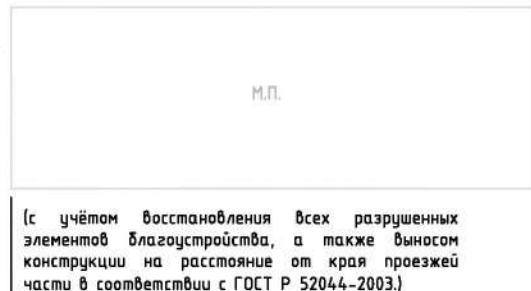 М.П.
(с учётом восстановления всех разрушенных
элементов благоустройства, а также выносом
конструкции на расстояние от края проезжей
части в соответствии с ГОСТ Р 52044-2003.)